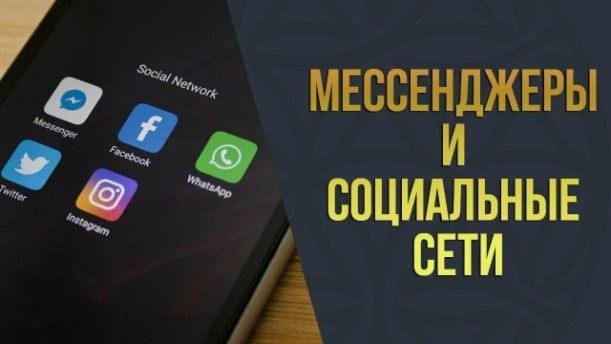 Social Network
Messenger
Facebook
WhatsApp
Twitter
Instagram
МЕССЕНДЖЕРЫ
И
СОЦИАЛЬНЫЕ
СЕТИ